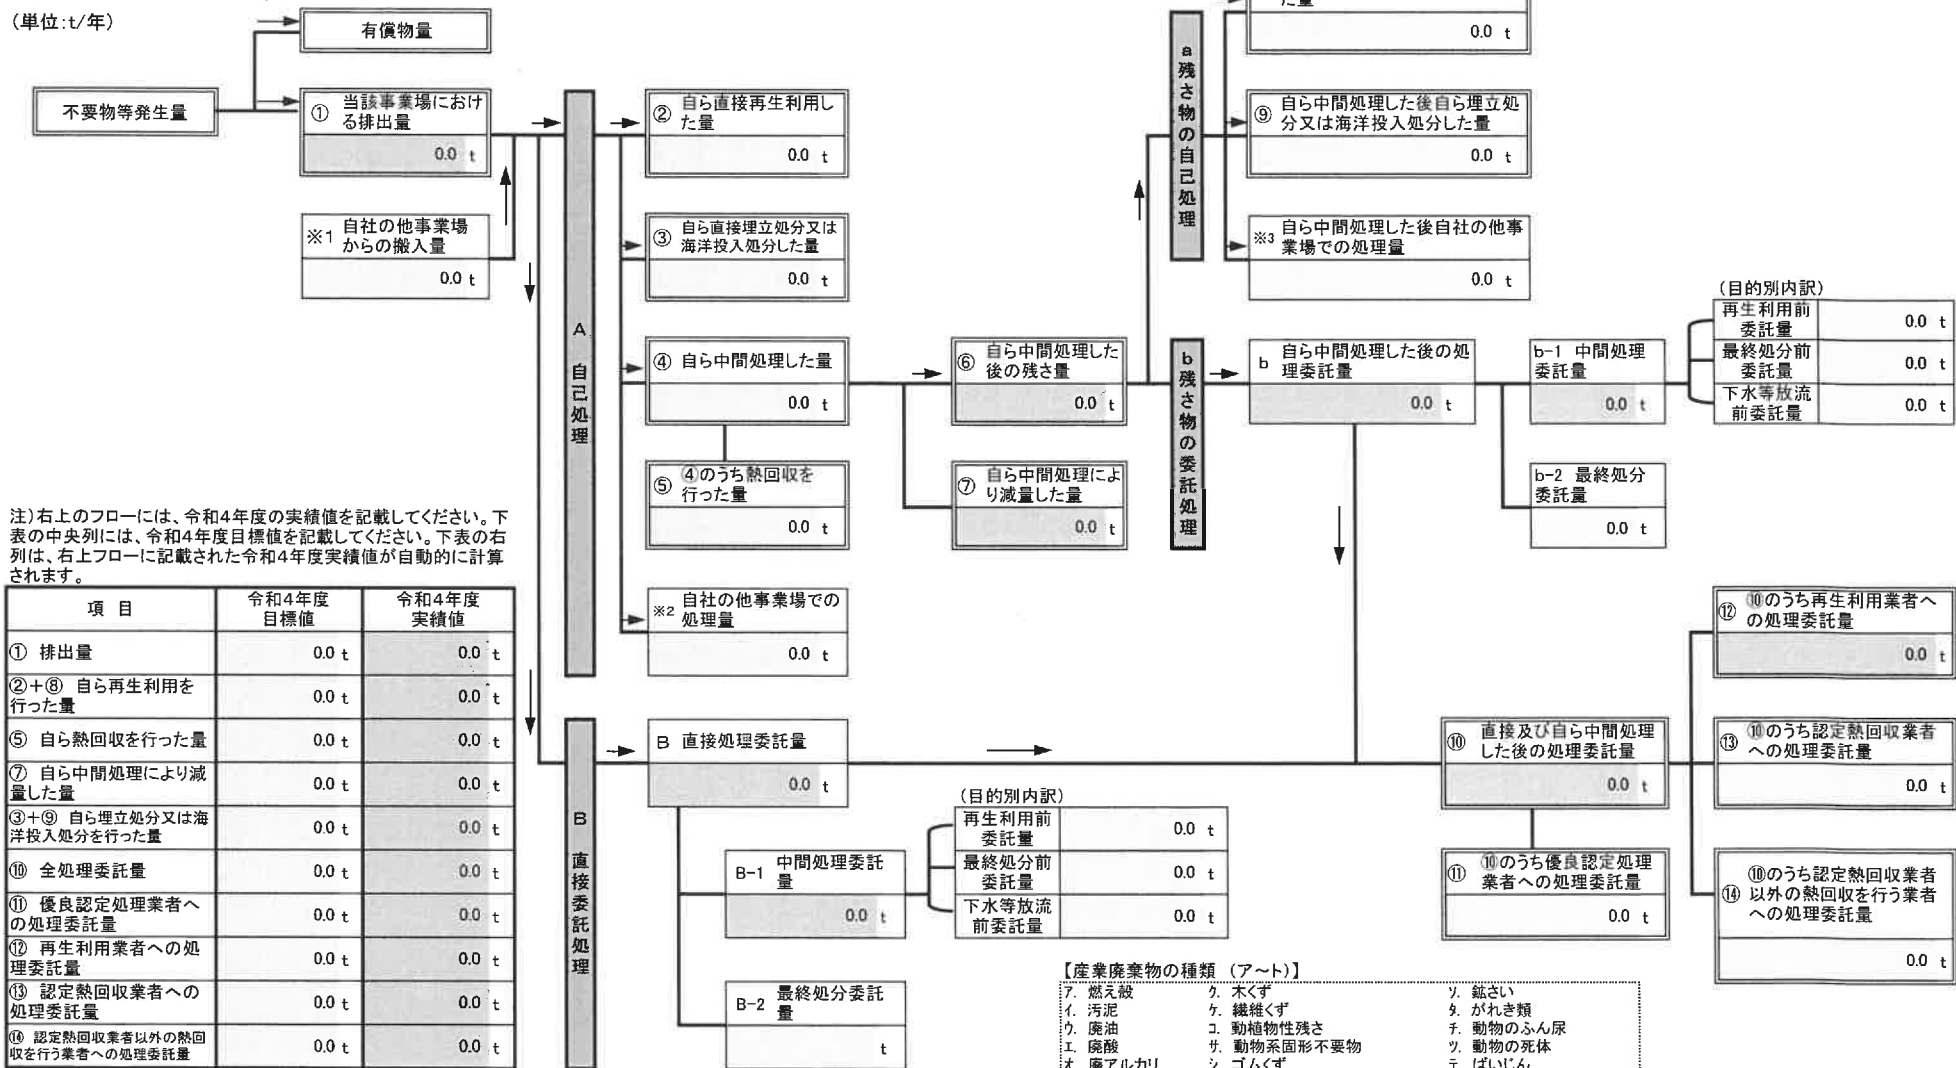 (単位:t/年)
有償物量
不要物等発生量
① 当該事業場におけ
る排出量
0.0 t
※1 自社の他事業場
からの搬入量
0.0 t
A 自己処理
② 自ら直接再生利用し
た量
0.0 t
③ 自ら直接埋立処分又は
海洋投入処分した量
0.0 t
④ 自ら中間処理した量
0.0 t
⑤ ④のうち熱回収を
行った量
0.0 t
※2 自社の他事業場での
処理量
0.0 t
⑥ 自ら中間処理した
後の残さ量
0.0 t
⑦ 自ら中間処理によ
り減量した量
0.0 t
a 残さ物の自己処理
た量
0.0 t
⑨ 自ら中間処理した後自ら埋立処
分又は海洋投入処分した量
0.0 t
※3 自ら中間処理した後自社の他事
業場での処理量
0.0 t
b 残さ物の委託処理
b 自ら中間処理した後の処
理委託量
0.0 t
b-1 中間処理
委託量
0.0 t
b-2 最終処分
委託量
0.0 t
(目的別内訳)
再生利用前
委託量 0.0 t
最終処分前
委託量 0.0 t
下水等放流
前委託量 0.0 t
注)右上のフローには、令和4年度の実績値を記載してください。下
表の中央列には、令和4年度目標値を記載してください。下表の右
列は、右上フローに記載された令和4年度実績値が自動的に計算
されます。
項 目 令和4年度
目標値 令和4年度
実績値
① 排出量 0.0 t 0.0 t
②+⑧ 自ら再生利用を
行った量 0.0 t 0.0 t
⑤ 自ら熱回収を行った量 0.0 t 0.0 t
⑦ 自ら中間処理により減
量した量 0.0 t 0.0 t
③+⑨ 自ら埋立処分又は海
洋投入処分を行った量 0.0 t 0.0 t
⑩ 全処理委託量 0.0 t 0.0 t
⑪ 優良認定処理業者へ
の処理委託量 0.0 t 0.0 t
⑫ 再生利用業者への処
理委託量 0.0 t 0.0 t
⑬ 認定熱回収業者への
処理委託量 0.0 t 0.0 t
⑭ 認定熱回収業者以外の熱回
収を行う業者への処理委託量 0.0 t 0.0 t
B 直接委託処理
B 直接処理委託量
0.0 t
B-1 中間処理委託
量
0.0 t
B-2 最終処分委託
量
t
(目的別内訳)
再生利用前
委託量 0.0 t
最終処分前
委託量 0.0 t
下水等放流
前委託量 0.0 t
⑩ 直接及び自ら中間処理
した後の処理委託量
0.0 t
⑪ ⑩のうち優良認定処理
業者への処理委託量
0.0 t
⑫ ⑩のうち再生利用業者へ
の処理委託量
0.0 t
⑬ ⑩のうち認定熱回収業者
への処理委託量
0.0 t
⑭ ⑩のうち認定熱回収業者
以外の熱回収を行う業者
への処理委託量
0.0 t
【産業廃棄物の種類 (ア~ト)】
ア. 燃え殻 ク. 木くず ソ. 鉱さい
イ. 汚泥 ケ. 繊維くず タ. がれき類
ウ. 廃油 コ. 動植物性残さ チ. 動物のふん尿
エ. 廃酸 サ. 動物系固形不要物 ツ. 動物の死体
オ. 廃アルカリ シ. ゴムくず テ. ばいじん